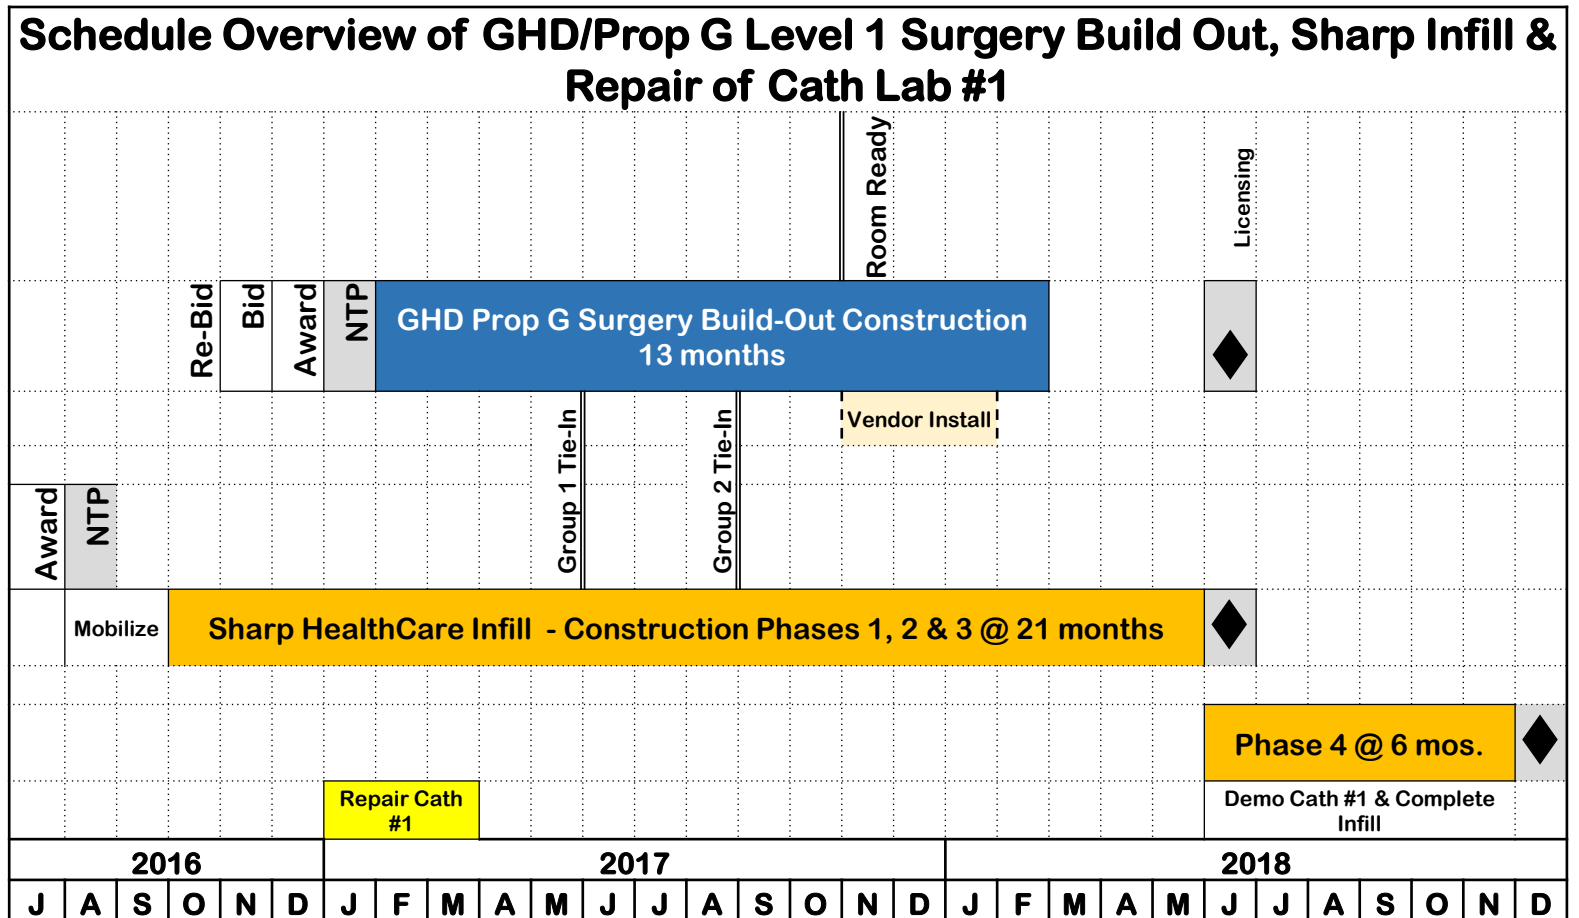 Schedule Overview of GHD/Prop G Level 1 Surgery Build Out, Sharp Infill &
Repair of Cath Lab #1
Room Ready
Licensing
Re-Bid
Bid
Award
NTP
GHD Prop G Surgery Build-Out Construction
13 months
Vendor Install
Group 1 Tie-In
Group 2 Tie-In
Award
NTP
Mobilize
Sharp HealthCare Infill - Construction Phases 1, 2 & 3 @ 21 months
Phase 4 @ 6 mos.
Repair Cath
#1
Demo Cath #1 & Complete
Infill
2016 2017 2018
J A S O N D J F M A M J J A S O N D J F M A M J J A S O N D